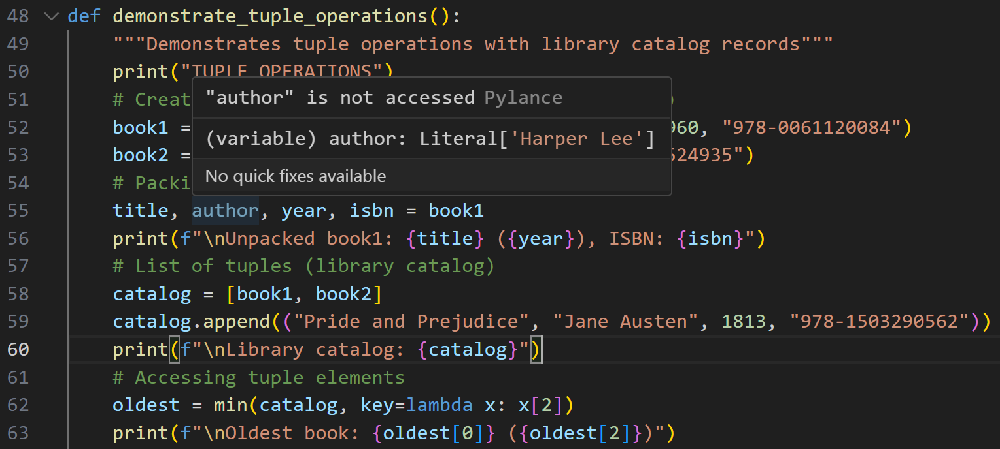 48 def demonstrate_tuple_operations():
49 """Demonstrates tuple operations with library catalog records"""
50 print("TUPLE OPERATIONS")
51 # Creat )
"author" is not accessed Pylance
52 book1 = 960, "978-0061120084")
(variable) author: Literal['Harper Lee']
53 book2 = 524935")
No quick fixes available
54 # Packi
55 title, author, year, isbn = book1
56 print(f"\nUnpacked book1: {title} ({year}), ISBN: {isbn}")
57 # List of tuples (library catalog)
58 catalog = [book1, book2]
59 catalog.append(("Pride and Prejudice", "Jane Austen", 1813, "978-1503290562"))
60 print(f"\nLibrary catalog: {catalog}")
61 # Accessing tuple elements
62 oldest = min(catalog, key=lambda x: x[2])
63 print(f"\nOldest book: {oldest[0]} ({oldest[2]})")